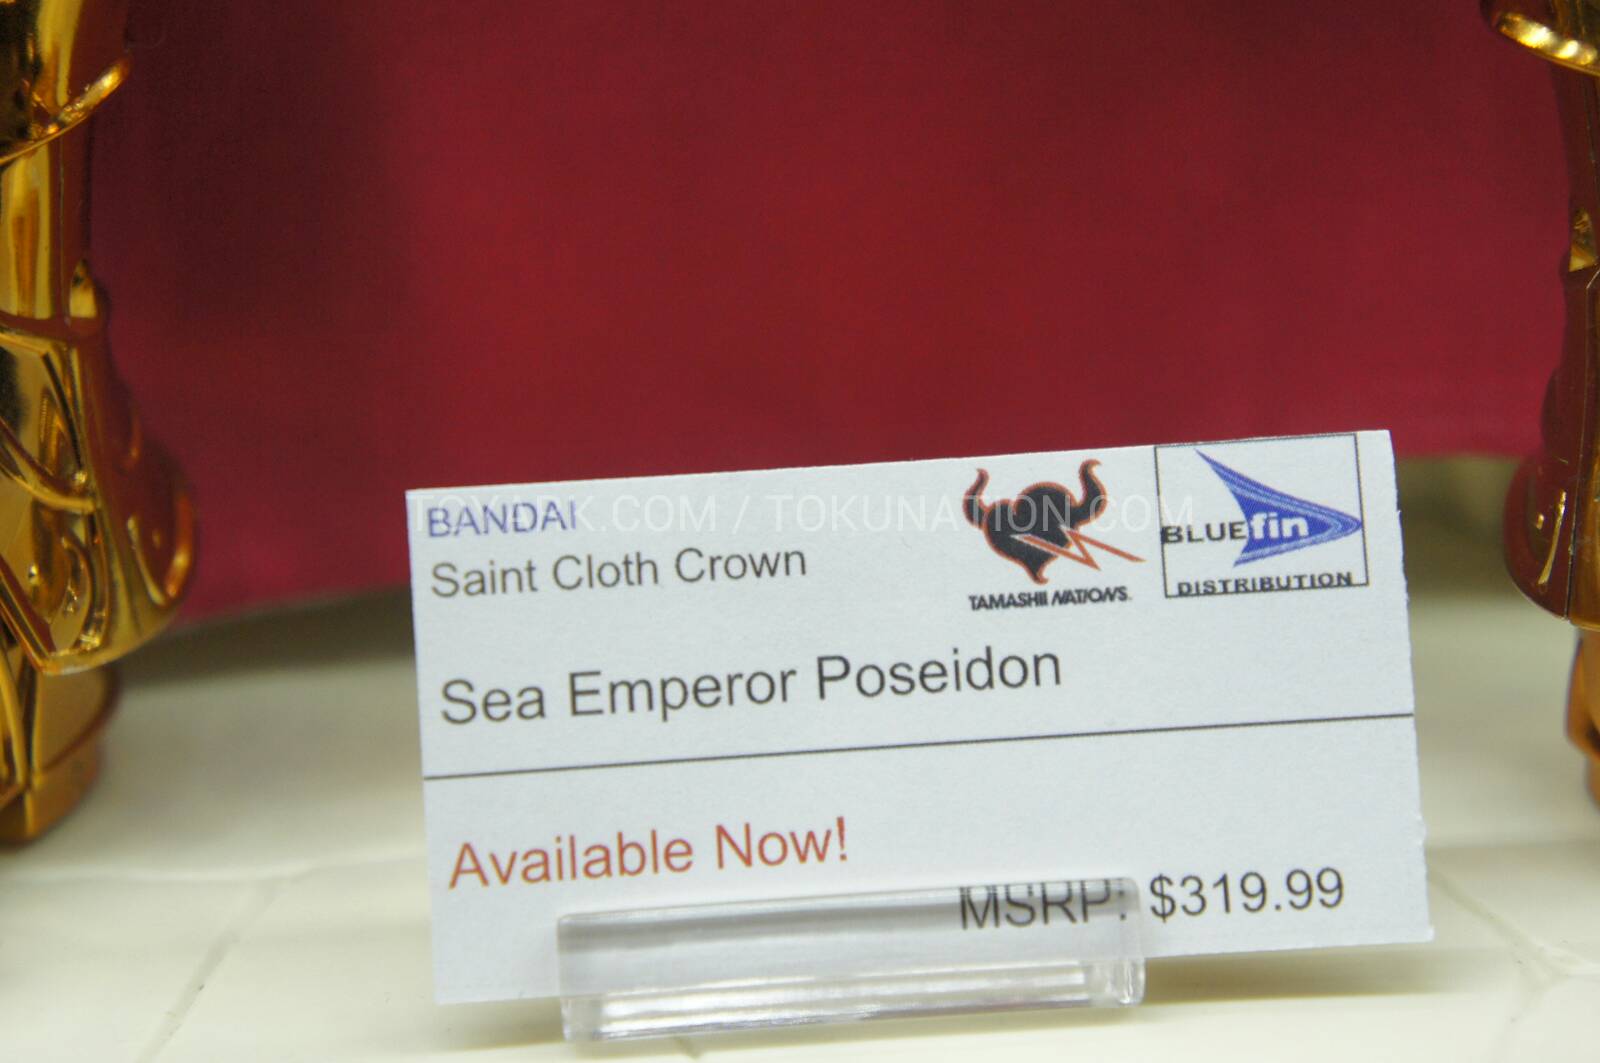 BANDAI
Saint Cloth Crown
TAMASHII NATIONS
BLUEfin
DISTRIBUTION
TOYARK.COM / TOKUNATION.COM
Sea Emperor Poseidon
Available Now!
MSRP: $319.99